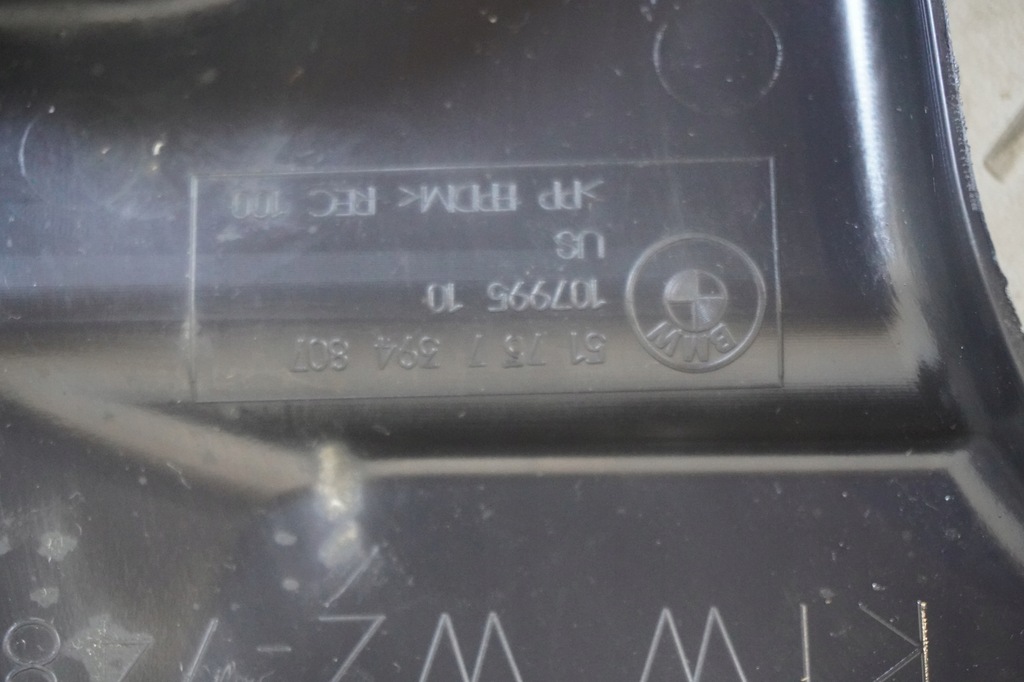 BMW
51 75 7 394 807
107995 10
US
>PP EPDM< REC 100